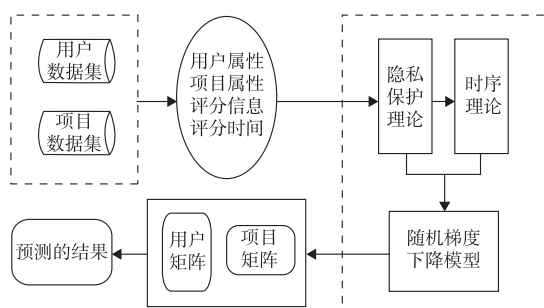 用户
数据集
项目
数据集
用户属性
项目属性
评分信息
评分时间
隐私
保护
理论
时序
理论
随机梯度
下降模型
用户
矩阵
项目
矩阵
预测的结果